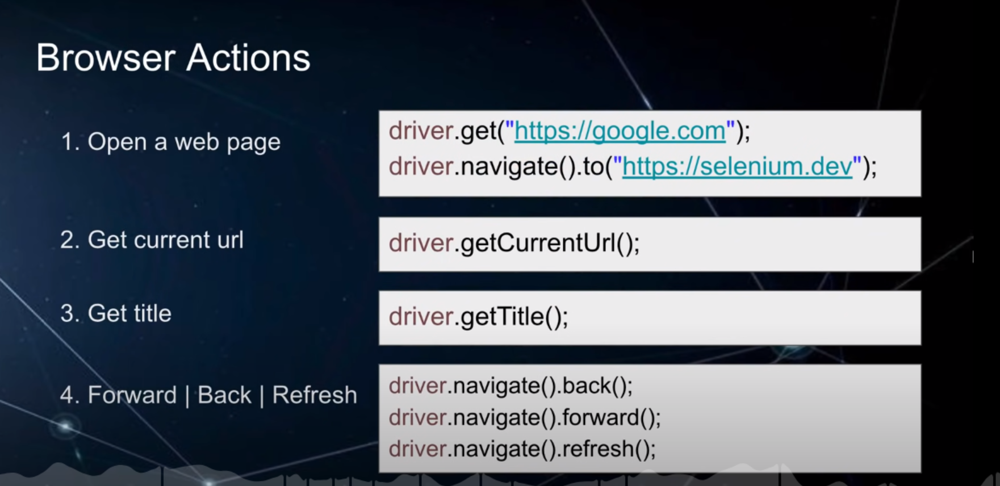 Browser Actions
1. Open a web page
driver.get("https://google.com");
driver.navigate().to("https://selenium.dev");
2. Get current url
driver.getCurrentUrl();
3. Get title
driver.getTitle();
4. Forward | Back | Refresh
driver.navigate().back();
driver.navigate().forward();
driver.navigate().refresh();